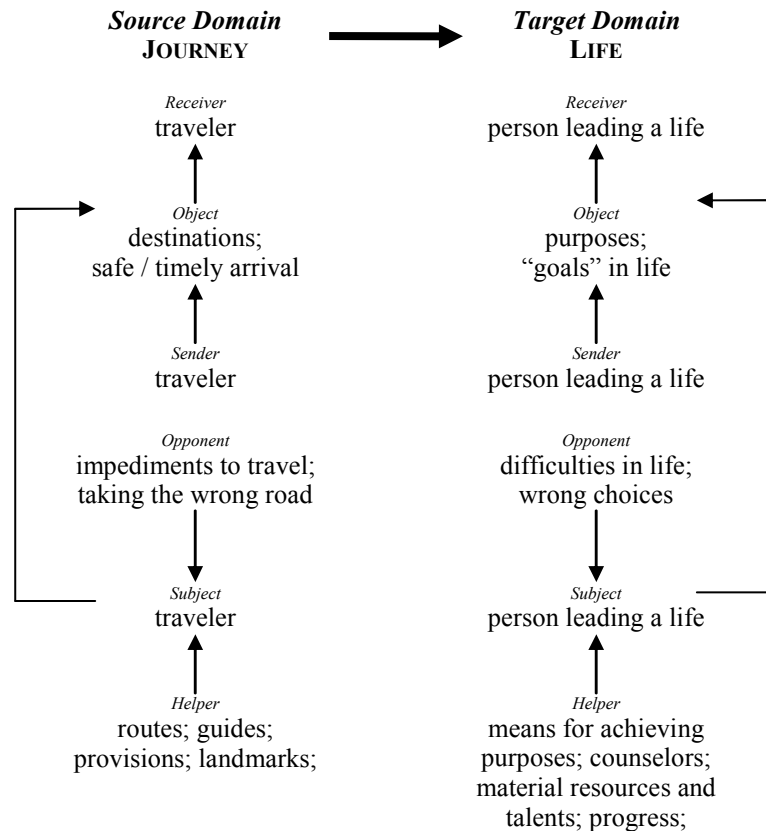 Source Domain
JOURNEY
Target Domain
LIFE
Receiver
traveler
Receiver
person leading a life
Object
destinations;
safe / timely arrival
Object
purposes;
“goals” in life
Sender
traveler
Sender
person leading a life
Opponent
impediments to travel;
taking the wrong road
Opponent
difficulties in life;
wrong choices
Subject
traveler
Subject
person leading a life
Helper
routes; guides;
provisions; landmarks;
Helper
means for achieving
purposes; counselors;
material resources and
talents; progress;